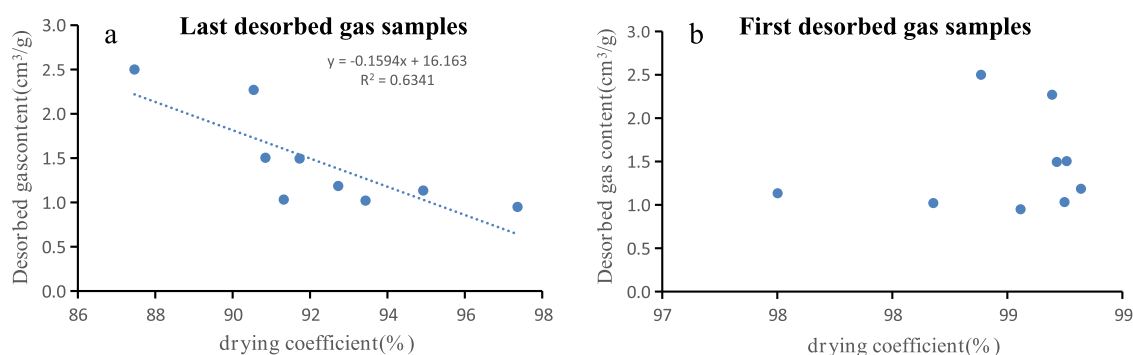 a
Last desorbed gas samples
y = -0.1594x + 16.163
R² = 0.6341
Desorbed gascontent(cm³/g)
3.0
2.5
2.0
1.5
1.0
0.5
0.0
86 88 90 92 94 96 98
drying coefficient(%)
b
First desorbed gas samples
Desorbed gas content(cm³/g)
3.0
2.5
2.0
1.5
1.0
0.5
0.0
97 98 98 99 99
drying coefficient(%)